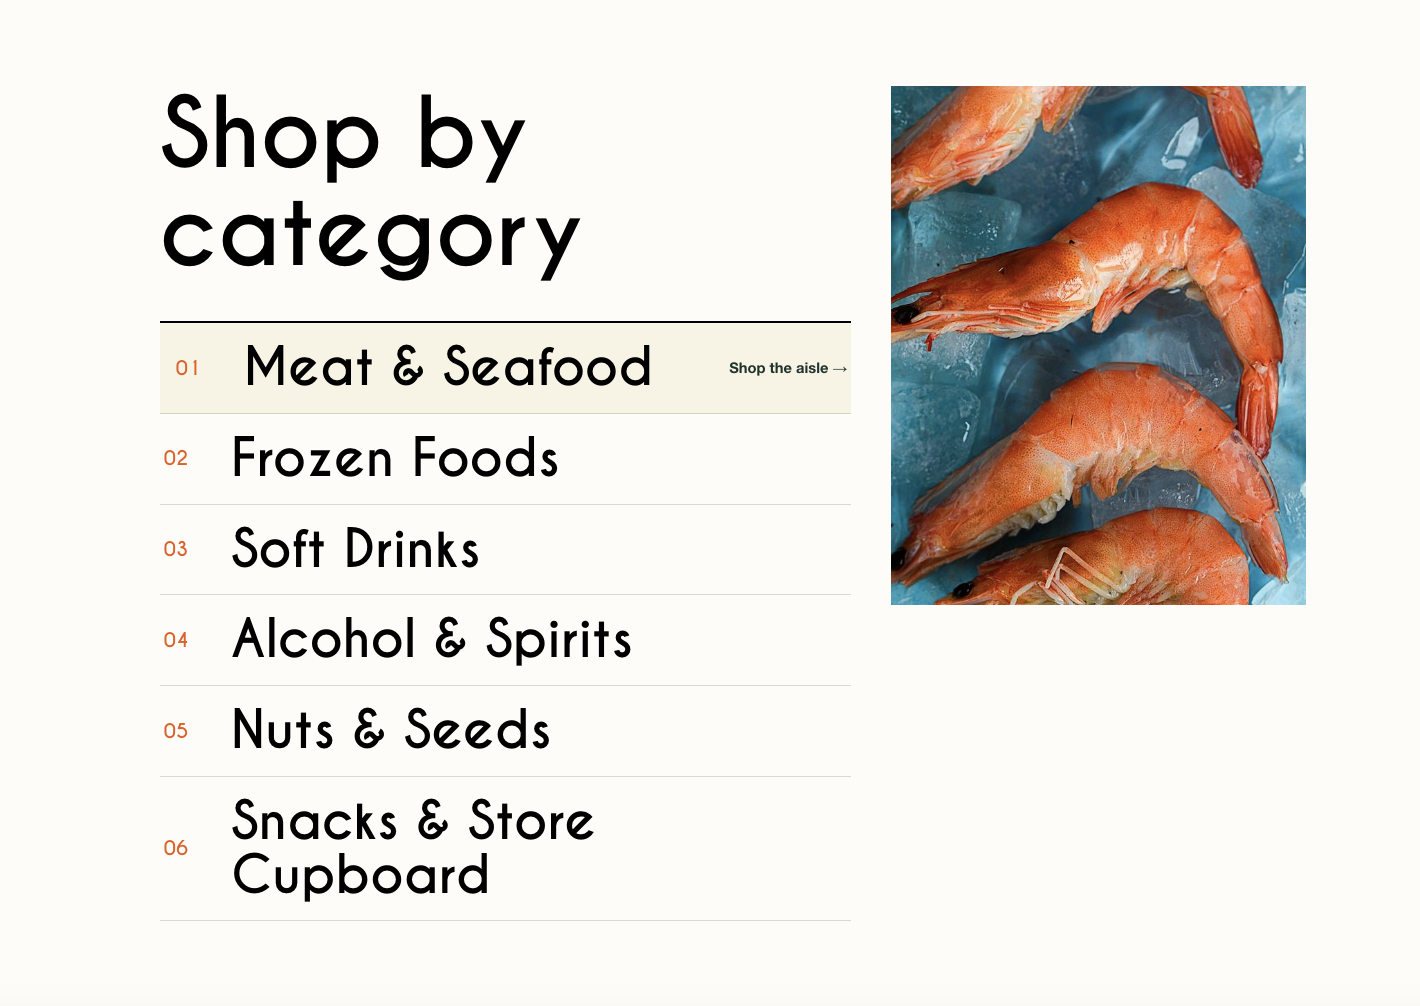 Shop by
category
01 Meat & Seafood Shop the aisle →
02 Frozen Foods
03 Soft Drinks
04 Alcohol & Spirits
05 Nuts & Seeds
06 Snacks & Store
Cupboard